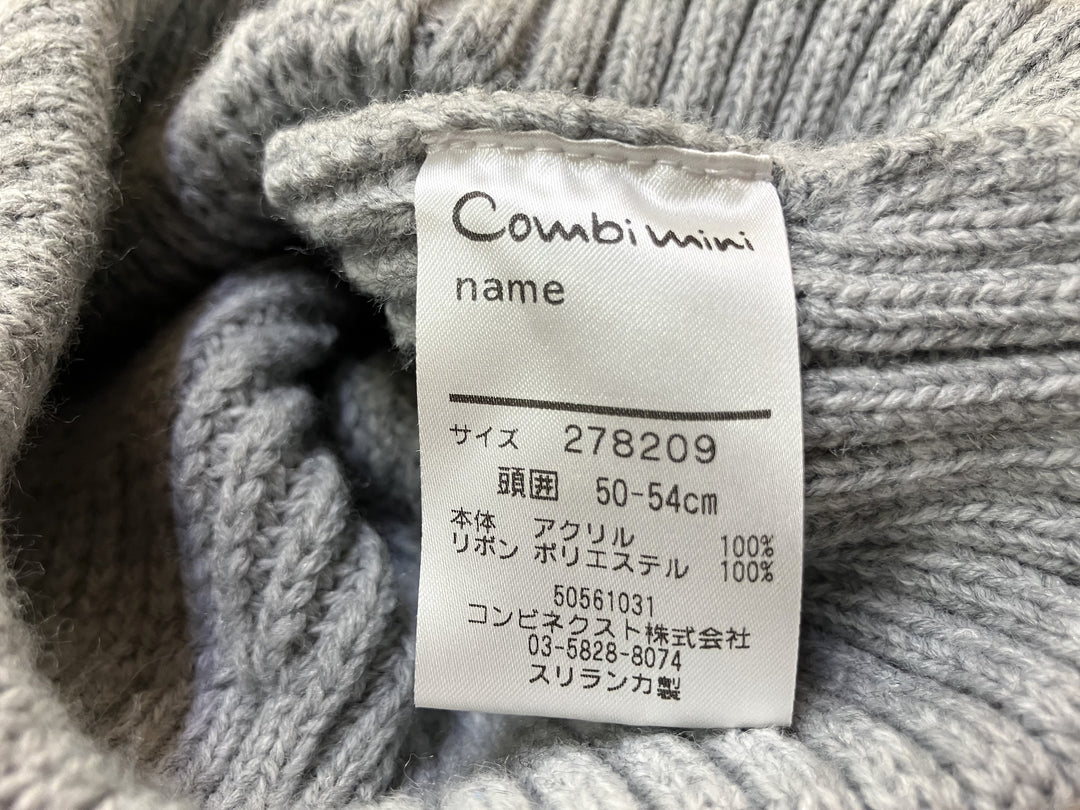 Combi mini
name
サイズ 278209
頭囲 50-54cm
本体 アクリル 100%
リボン ポリエステル 100%
50561031
コンビネクスト株式会社
03-5828-8074
スリランカ製